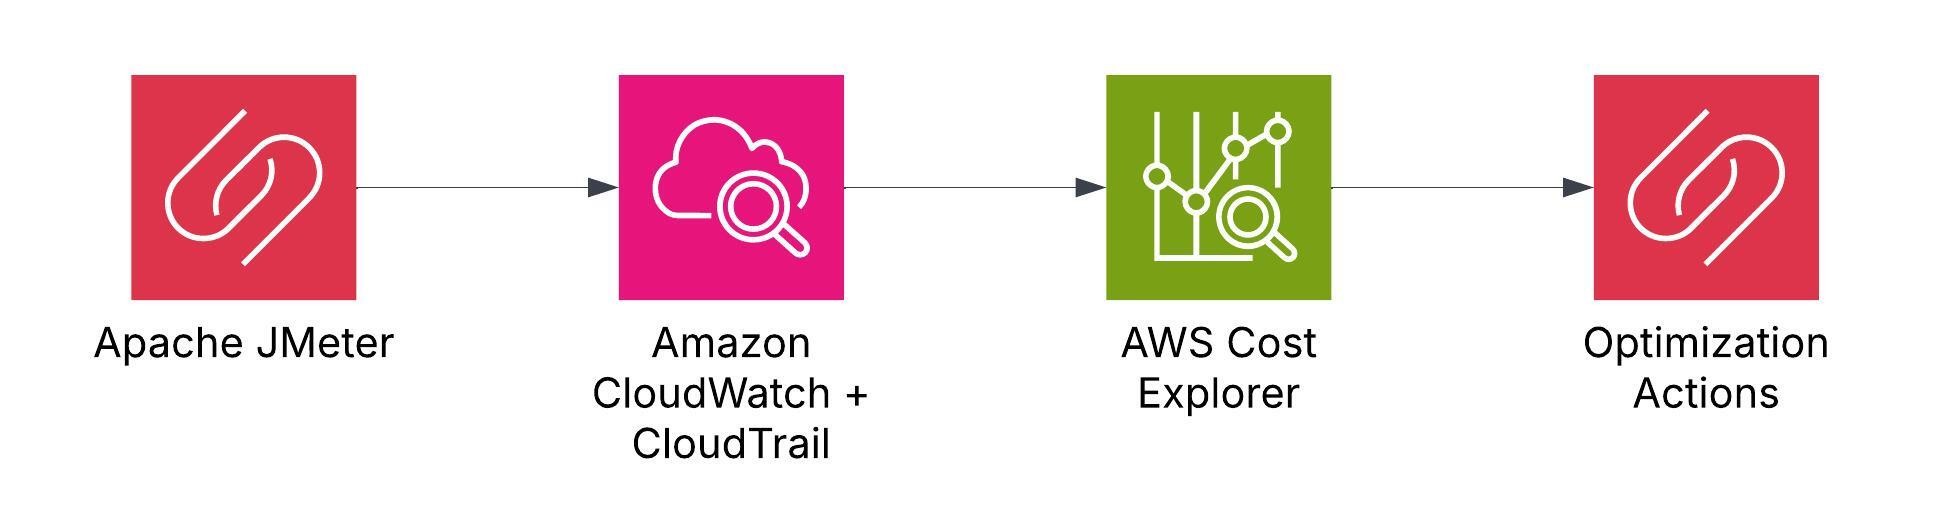 Apache JMeter
Amazon
CloudWatch +
CloudTrail
AWS Cost
Explorer
Optimization
Actions